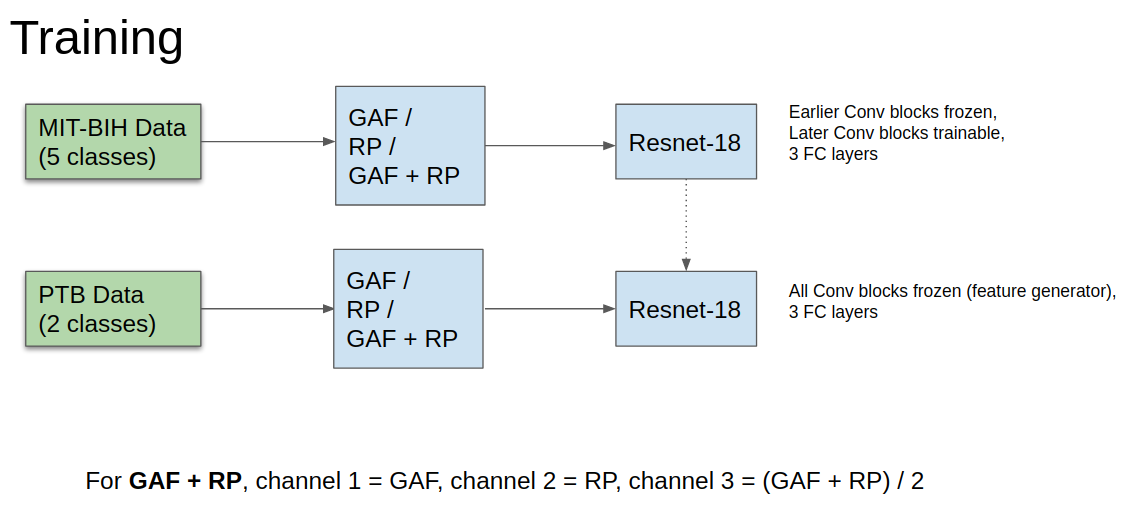 Training
MIT-BIH Data
(5 classes)
GAF /
RP /
GAF + RP
Resnet-18
Earlier Conv blocks frozen,
Later Conv blocks trainable,
3 FC layers
PTB Data
(2 classes)
GAF /
RP /
GAF + RP
Resnet-18
All Conv blocks frozen (feature generator),
3 FC layers
For GAF + RP, channel 1 = GAF, channel 2 = RP, channel 3 = (GAF + RP) / 2